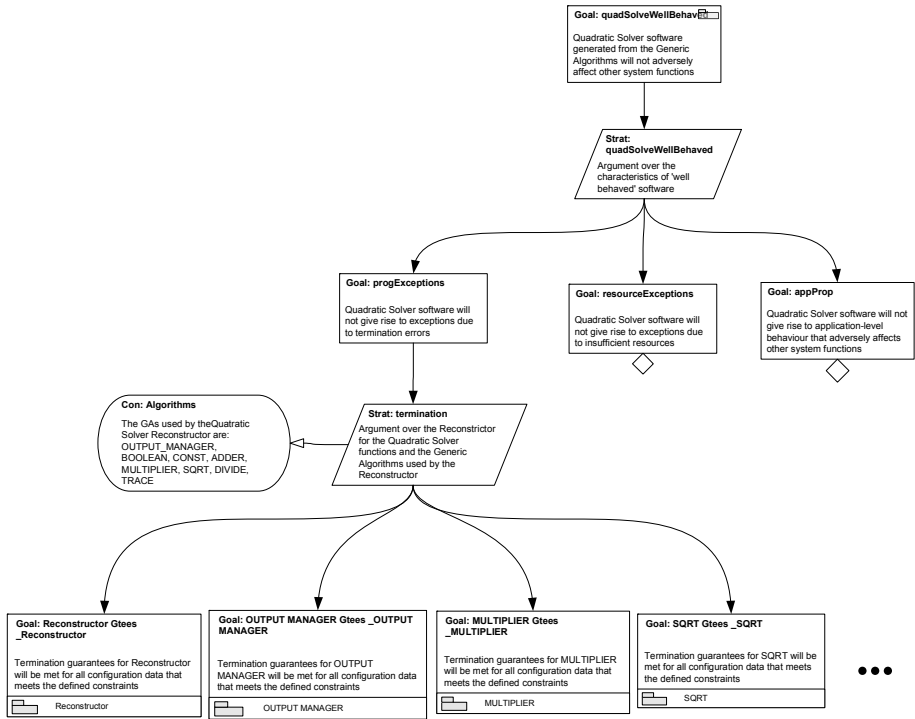 Goal: quadSolveWellBehav
Quadratic Solver software
generated from the Generic
Algorithms will not adversely
affect other system functions
Strat:
quadSolveWellBehaved
Argument over the
characteristics of 'well
behaved' software
Goal: progExceptions
Quadratic Solver software will
not give rise to exceptions due
to termination errors
Goal: resourceExceptions
Quadratic Solver software will
not give rise to exceptions due
to insufficient resources
Goal: appProp
Quadratic Solver software will not
give rise to application-level
behaviour that adversely affects
other system functions
Con: Algorithms
The GAs used by theQuatratic
Solver Reconstructor are:
OUTPUT_MANAGER,
BOOLEAN, CONST, ADDER,
MULTIPLIER, SQRT, DIVIDE,
TRACE
Strat: termination
Argument over the Reconstrictor
for the Quadratic Solver
functions and the Generic
Algorithms used by the
Reconstructor
Goal: Reconstructor Gtees
_Reconstructor
Termination guarantees for Reconstructor
will be met for all configuration data that
meets the defined constraints
Reconstructor
Goal: OUTPUT MANAGER Gtees _OUTPUT
MANAGER
Termination guarantees for OUTPUT
MANAGER will be met for all configuration data
that meets the defined constraints
OUTPUT MANAGER
Goal: MULTIPLIER Gtees
_MULTIPLIER
Termination guarantees for MULTIPLIER
will be met for all configuration data that
meets the defined constraints
MULTIPLIER
Goal: SQRT Gtees _SQRT
Termination guarantees for SQRT will be
met for all configuration data that meets
the defined constraints
SQRT
•••